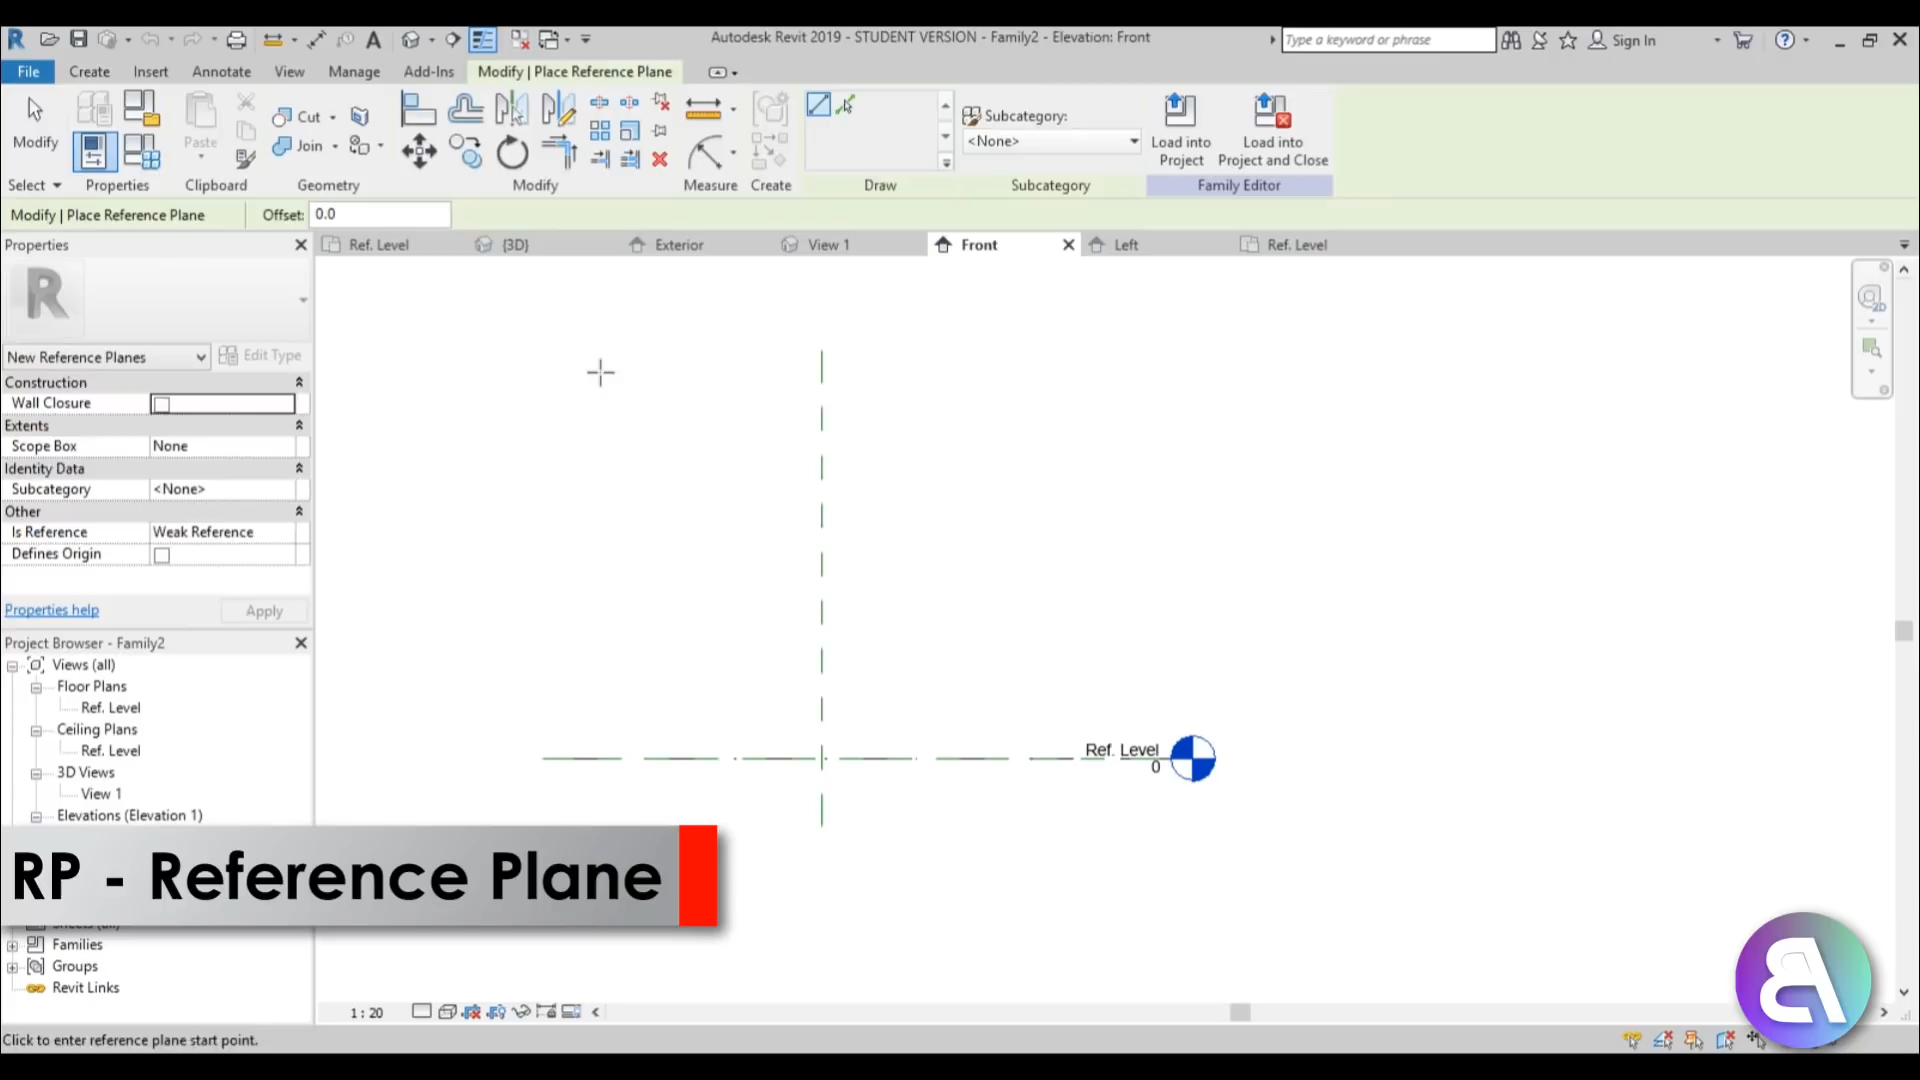 Autodesk Revit 2019 - STUDENT VERSION - Family2 - Elevation: Front
Type a keyword or phrase
Sign In
File Create Insert Annotate View Manage Add-Ins Modify | Place Reference Plane
Modify
Paste
Cut
Join
Subcategory:
<None>
Load into Project
Load into Project and Close
Select Properties Clipboard Geometry Modify Measure Create Draw Subcategory Family Editor
Modify | Place Reference Plane Offset: 0.0
Properties
Ref. Level {3D} Exterior View 1 Front Left Ref. Level
R
New Reference Planes Edit Type
Construction
Wall Closure
Extents
Scope Box None
Identity Data
Subcategory <None>
Other
Is Reference Weak Reference
Defines Origin
Properties help Apply
Project Browser - Family2
Views (all)
Floor Plans
Ref. Level
Ceiling Plans
Ref. Level
3D Views
View 1
Elevations (Elevation 1)
Ref. Level
0
RP - Reference Plane
Families
Groups
Revit Links
1 : 20
Click to enter reference plane start point.